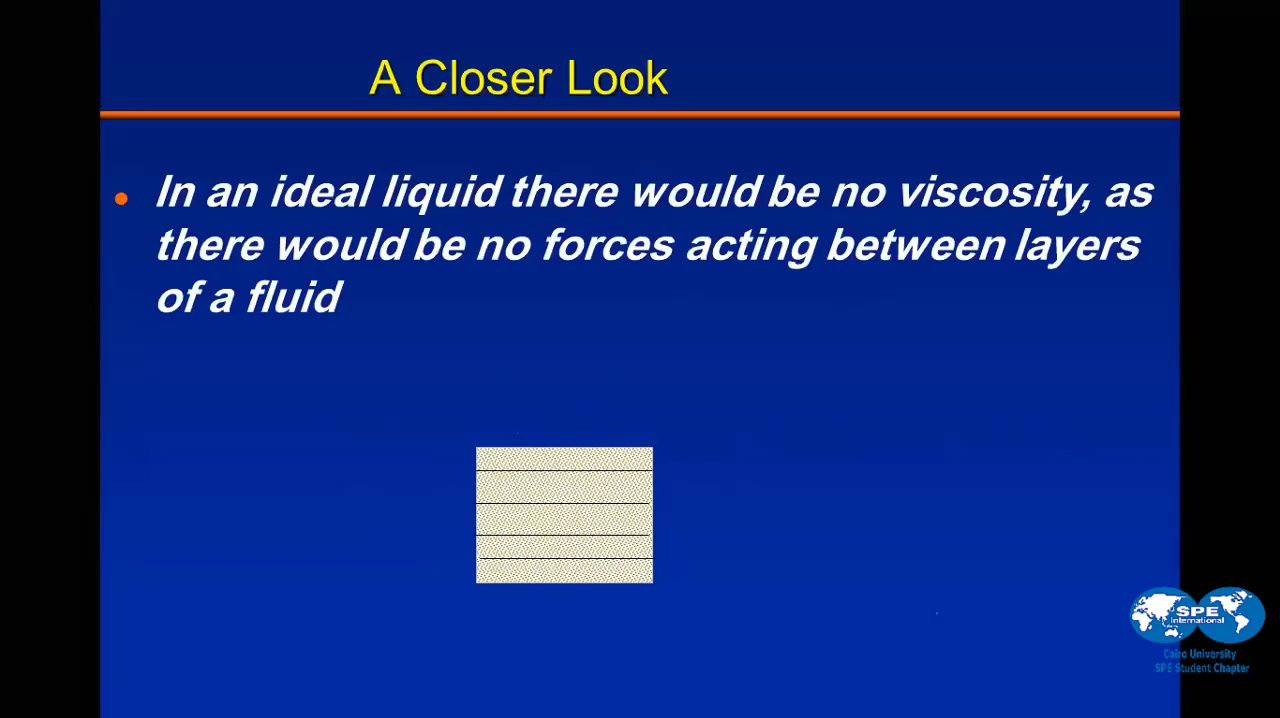 A Closer Look
• In an ideal liquid there would be no viscosity, as
there would be no forces acting between layers
of a fluid
SPE
International
Cairo University
SPE Student Chapter